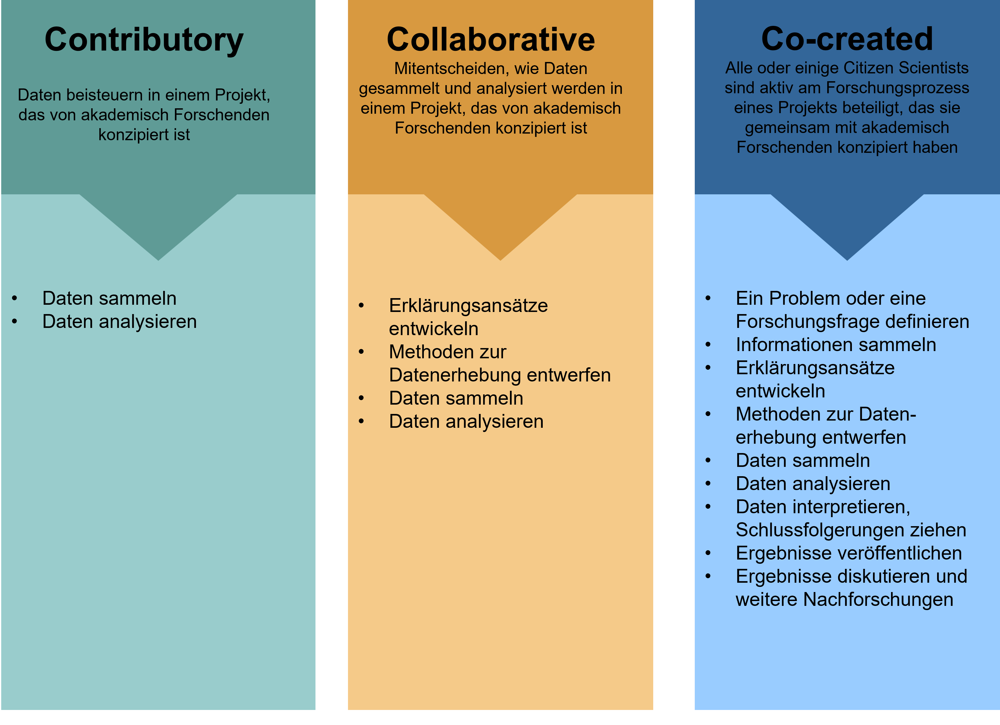 Contributory
Daten beisteuern in einem Projekt,
das von akademisch Forschenden
konzipiert ist
• Daten sammeln
• Daten analysieren
Collaborative
Mitentscheiden, wie Daten
gesammelt und analysiert werden in
einem Projekt, das von akademisch
Forschenden konzipiert ist
• Erklärungsansätze
entwickeln
• Methoden zur
Datenerhebung entwerfen
• Daten sammeln
• Daten analysieren
Co-created
Alle oder einige Citizen Scientists
sind aktiv am Forschungsprozess
eines Projekts beteiligt, das sie
gemeinsam mit akademisch
Forschenden konzipiert haben
• Ein Problem oder eine
Forschungsfrage definieren
• Informationen sammeln
• Erklärungsansätze
entwickeln
• Methoden zur Daten-
erhebung entwerfen
• Daten sammeln
• Daten analysieren
• Daten interpretieren,
Schlussfolgerungen ziehen
• Ergebnisse veröffentlichen
• Ergebnisse diskutieren und
weitere Nachforschungen